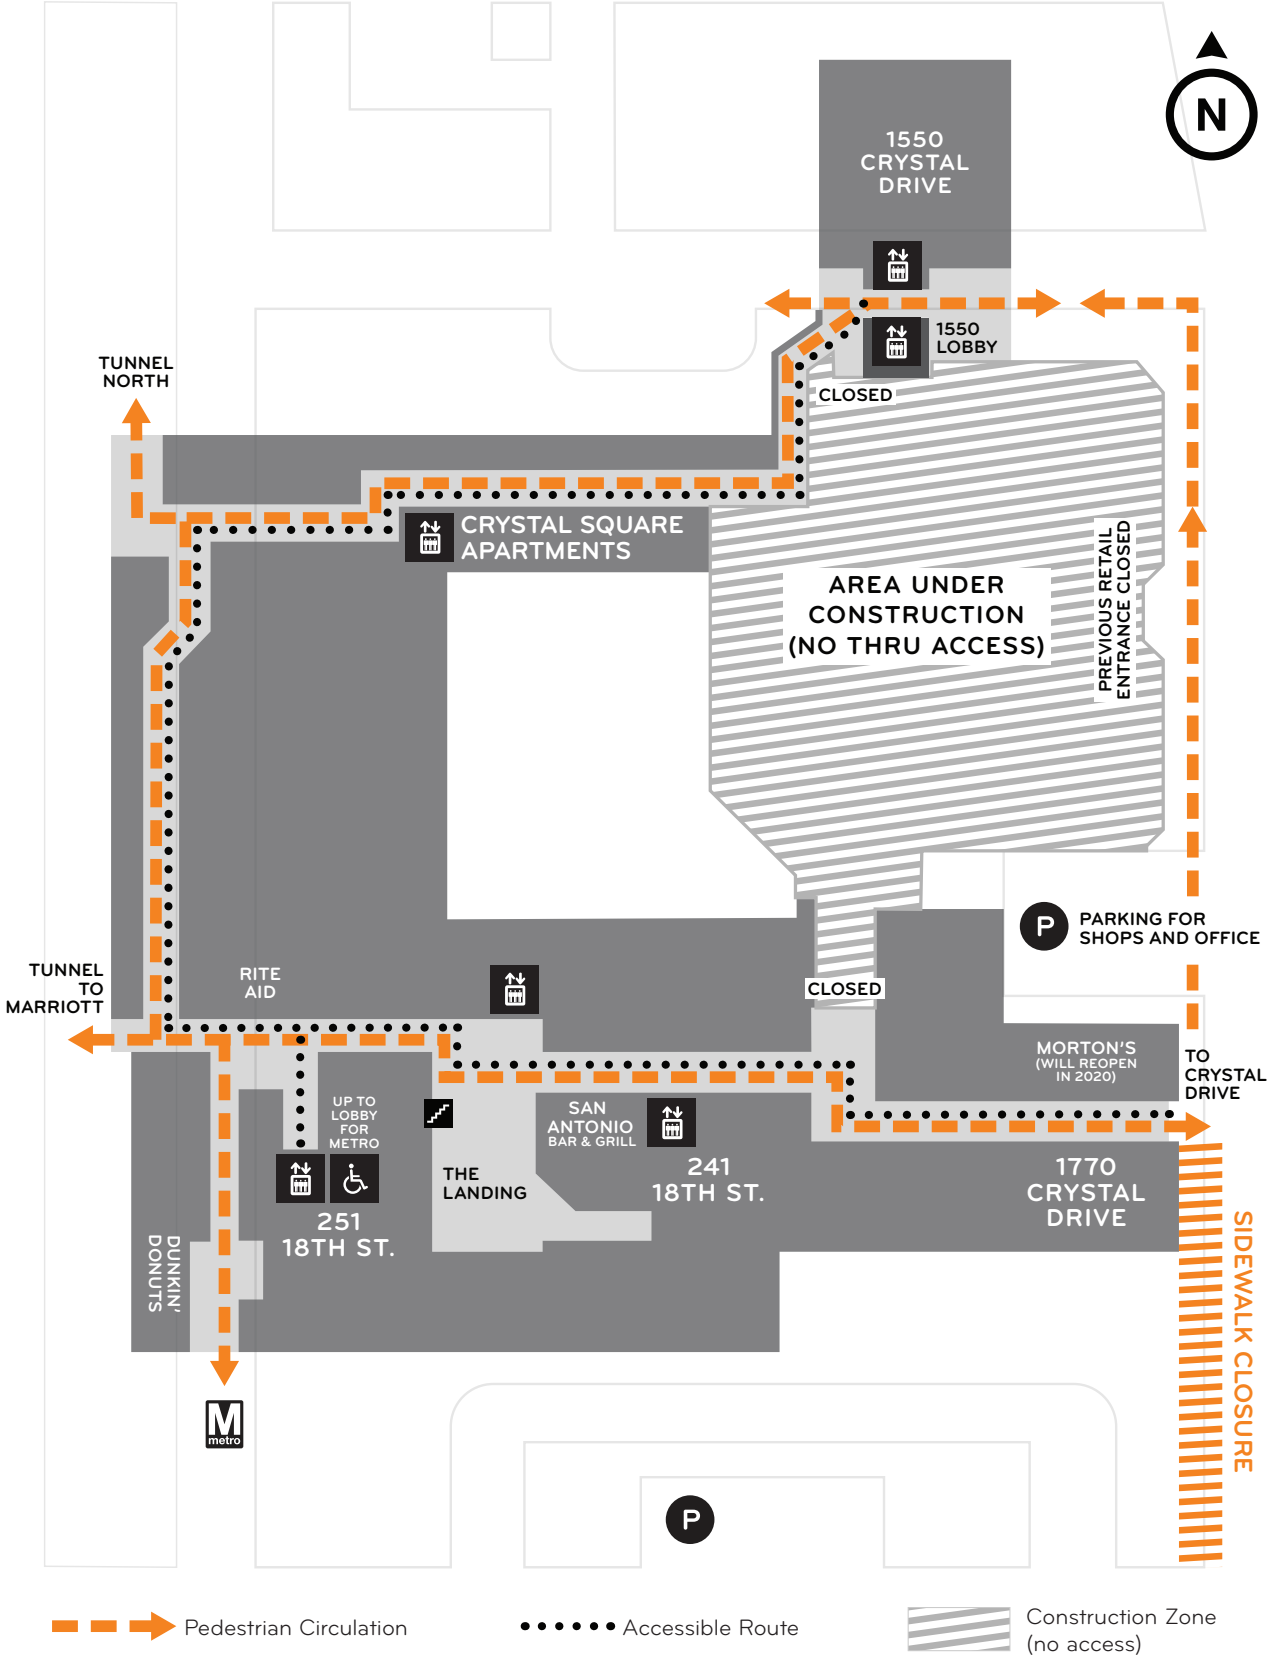 N
1550
CRYSTAL
DRIVE
1550
LOBBY
TUNNEL
NORTH
CLOSED
CRYSTAL SQUARE
APARTMENTS
AREA UNDER
CONSTRUCTION
(NO THRU ACCESS)
PREVIOUS RETAIL
ENTRANCE CLOSED
P
PARKING FOR
SHOPS AND OFFICE
TUNNEL
TO
MARRIOTT
RITE
AID
CLOSED
MORTON'S
(WILL REOPEN
IN 2020)
TO
CRYSTAL
DRIVE
UP TO
LOBBY
FOR
METRO
SAN
ANTONIO
BAR & GRILL
THE
LANDING
241
18TH ST.
1770
CRYSTAL
DRIVE
251
18TH ST.
DUNKIN'
DONUTS
SIDEWALK CLOSURE
M
metro
P
Pedestrian Circulation
Accessible Route
Construction Zone
(no access)